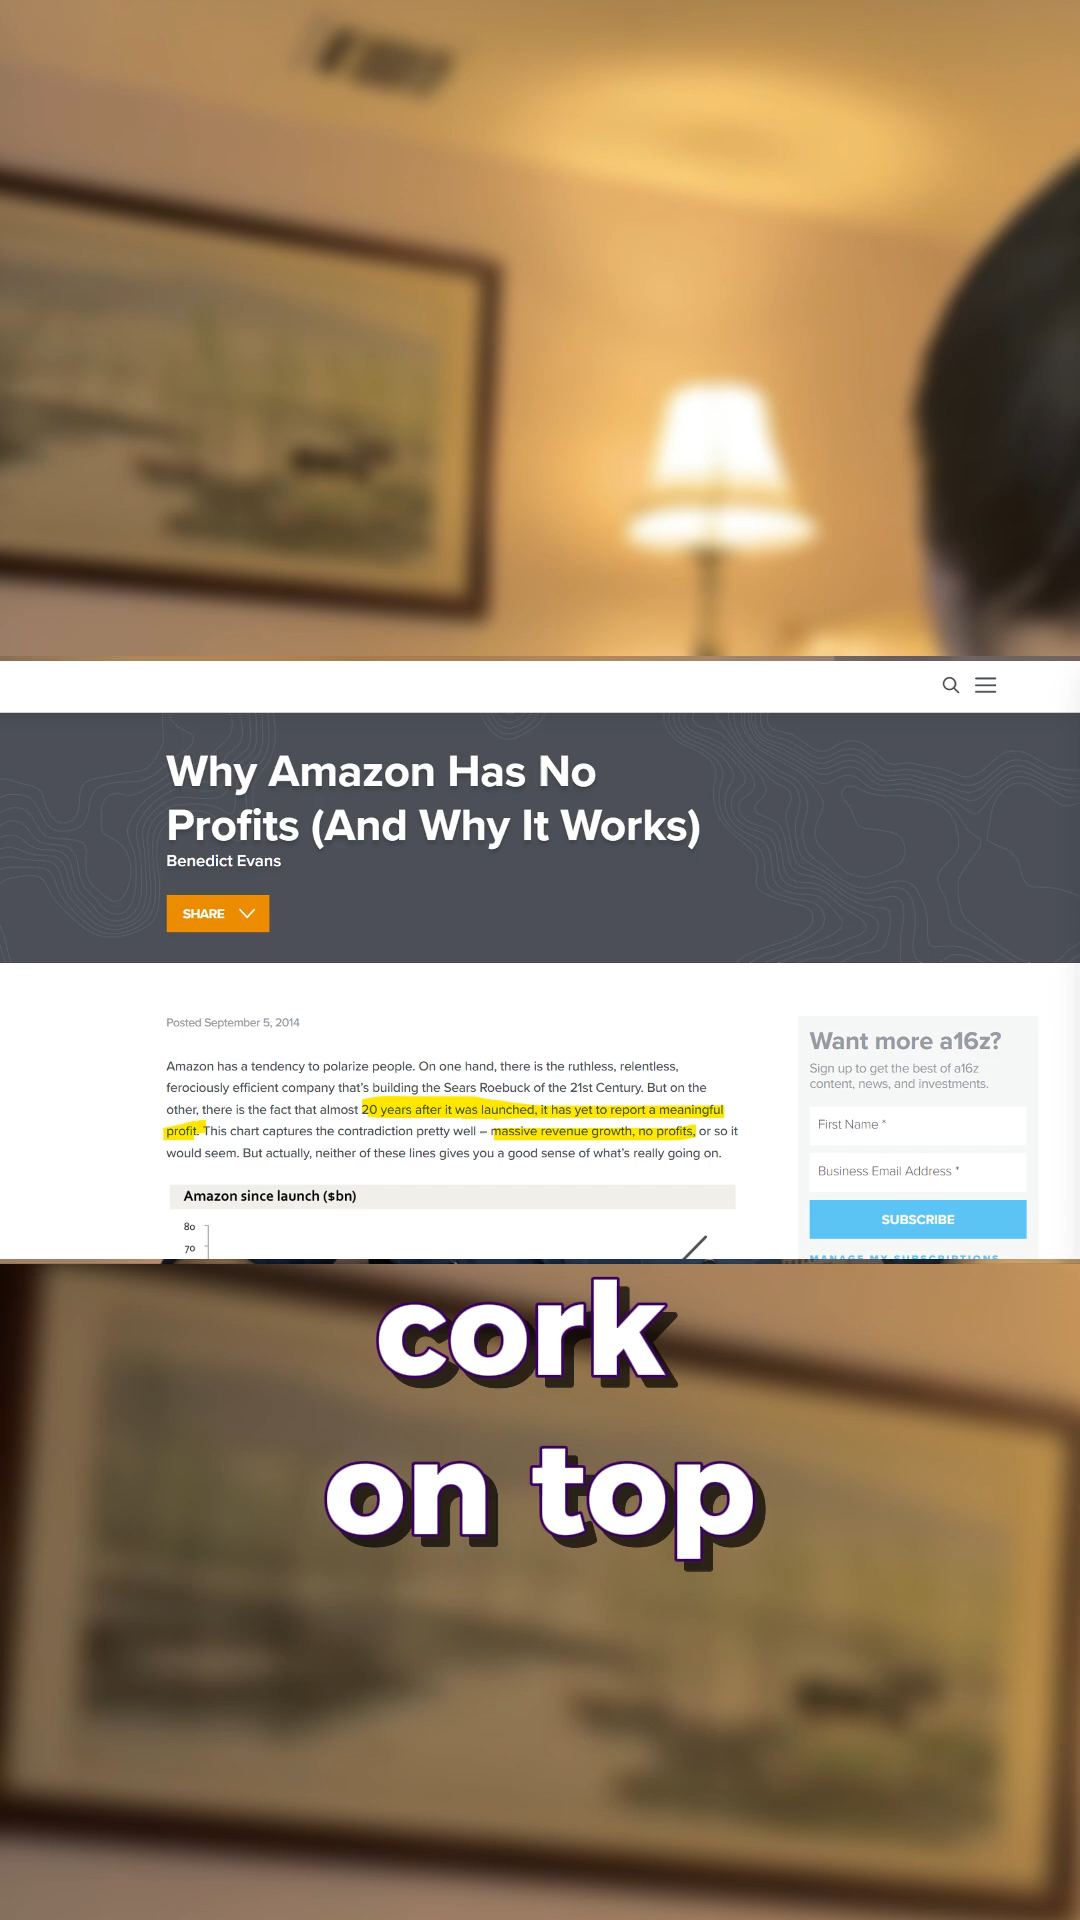 Why Amazon Has No
Profits (And Why It Works)
Benedict Evans
SHARE
Posted September 5, 2014
Amazon has a tendency to polarize people. On one hand, there is the ruthless, relentless,
ferociously efficient company that's building the Sears Roebuck of the 21st Century. But on the
other, there is the fact that almost 20 years after it was launched, it has yet to report a meaningful
profit. This chart captures the contradiction pretty well – massive revenue growth, no profits, or so it
would seem. But actually, neither of these lines gives you a good sense of what's really going on.
Amazon since launch ($bn)
80
70
Want more a16z?
Sign up to get the best of a16z
content, news, and investments.
First Name *
Business Email Address *
SUBSCRIBE
MANAGE MY SUBSCRIPTIONS
cork
on top